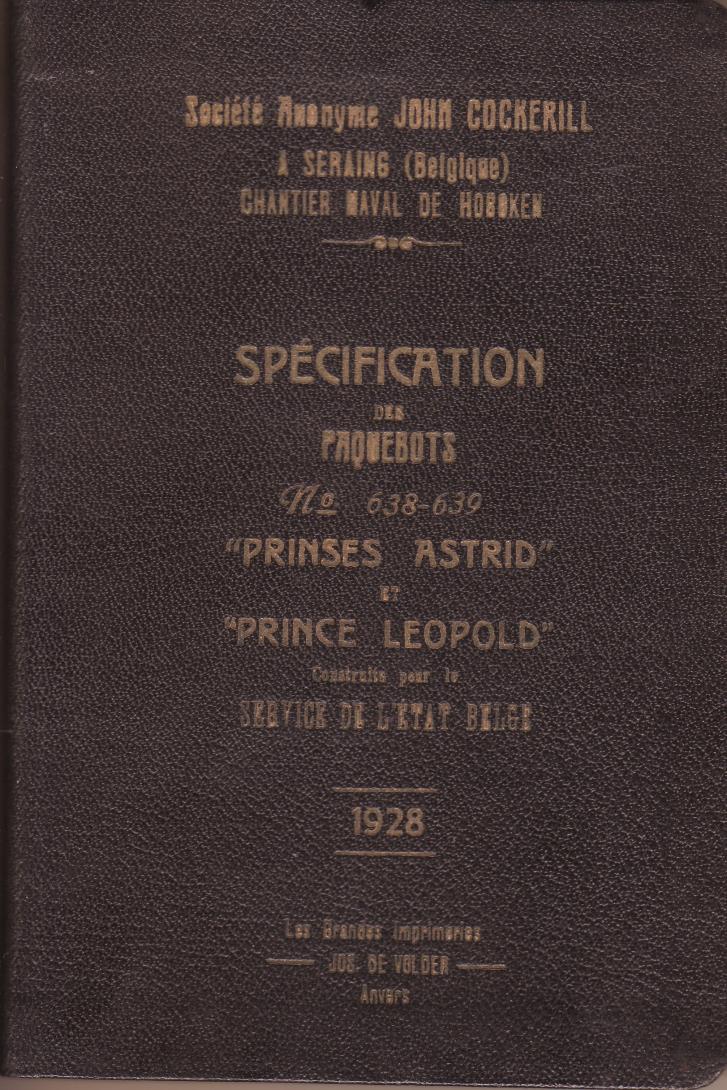 Société Anonyme JOHN COCKERILL
A SERAING (Belgique)
CHANTIER NAVAL DE HOBOKEN
SPÉCIFICATION
DES
PAQUEBOTS
No 638-639
"PRINSES ASTRID"
ET
"PRINCE LEOPOLD"
Construits pour le
SERVICE DE L'ETAT BELGE
1928
Les Grandes Imprimeries
JOS. DE VOLDER
Anvers